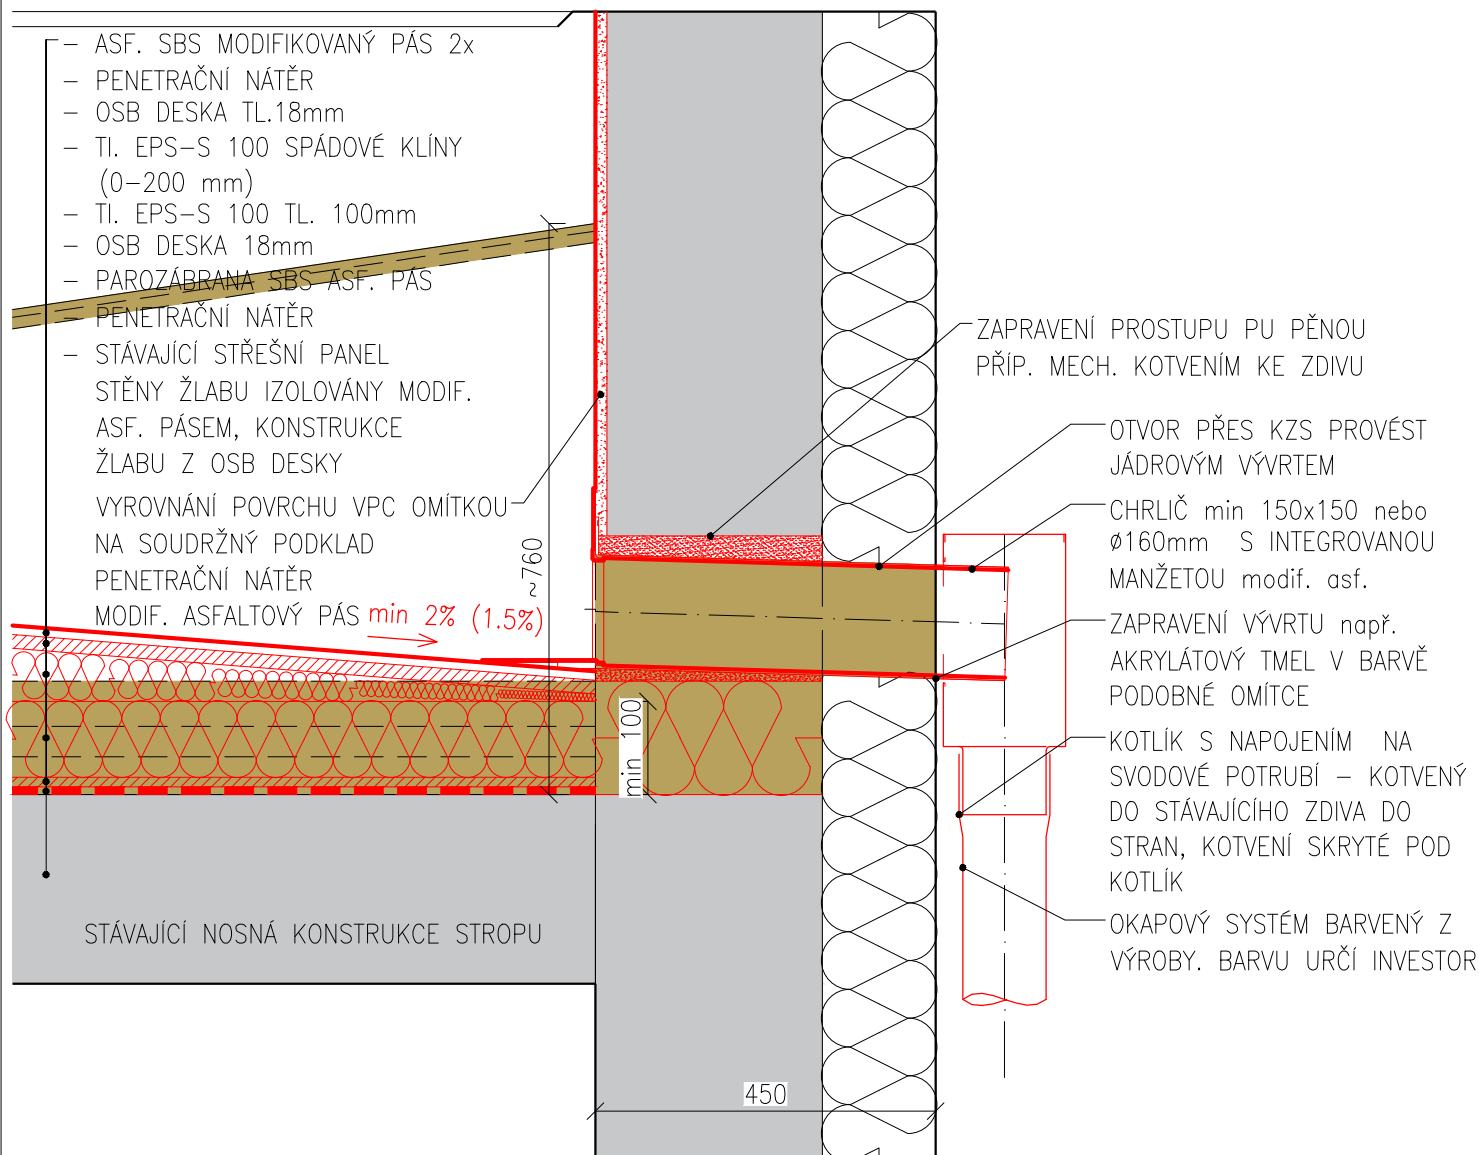 - ASF. SBS MODIFIKOVANÝ PÁS 2x
- PENETRAČNÍ NÁTĚR
- OSB DESKA TL.18mm
- TI. EPS-S 100 SPÁDOVÉ KLÍNY
(0-200 mm)
- TI. EPS-S 100 TL. 100mm
- OSB DESKA 18mm
- PAROZÁBRANA SBS ASF. PÁS
- PENETRAČNÍ NÁTĚR
- STÁVAJÍCÍ STŘEŠNÍ PANEL
STĚNY ŽLABU IZOLOVÁNY MODIF.
ASF. PÁSEM, KONSTRUKCE
ŽLABU Z OSB DESKY
VYROVNÁNÍ POVRCHU VPC OMÍTKOU
NA SOUDRŽNÝ PODKLAD
PENETRAČNÍ NÁTĚR
MODIF. ASFALTOVÝ PÁS
min 2% (1.5%)
~760
min 100
STÁVAJÍCÍ NOSNÁ KONSTRUKCE STROPU
450
ZAPRAVENÍ PROSTUPU PU PĚNOU
PŘÍP. MECH. KOTVENÍM KE ZDIVU
OTVOR PŘES KZS PROVÉST
JÁDROVÝM VÝVRTEM
CHRLIČ min 150x150 nebo
ø160mm S INTEGROVANOU
MANŽETOU modif. asf.
ZAPRAVENÍ VÝVRTU např.
AKRYLÁTOVÝ TMEL V BARVĚ
PODOBNÉ OMÍTCE
KOTLÍK S NAPOJENÍM NA
SVODOVÉ POTRUBÍ - KOTVENÝ
DO STÁVAJÍCÍHO ZDIVA DO
STRAN, KOTVENÍ SKRYTÉ POD
KOTLÍK
OKAPOVÝ SYSTÉM BARVENÝ Z
VÝROBY. BARVU URČÍ INVESTOR